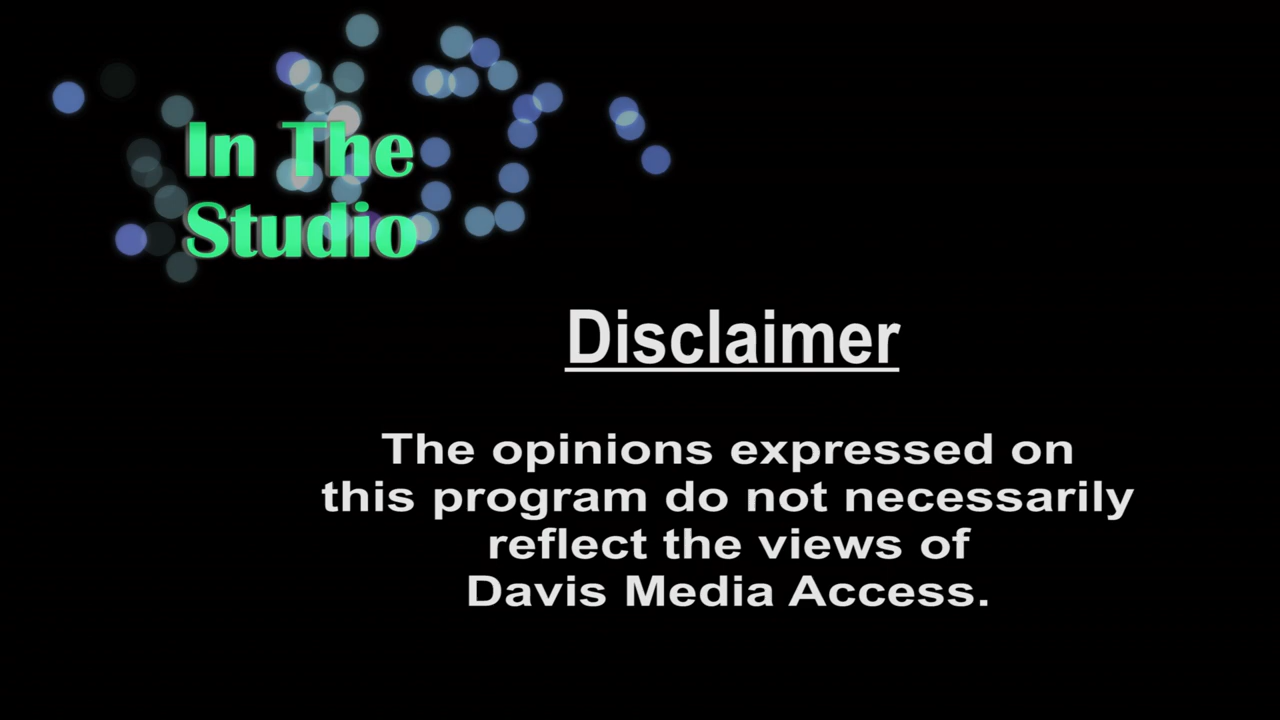 In The
Studio
Disclaimer
The opinions expressed on
this program do not necessarily
reflect the views of
Davis Media Access.